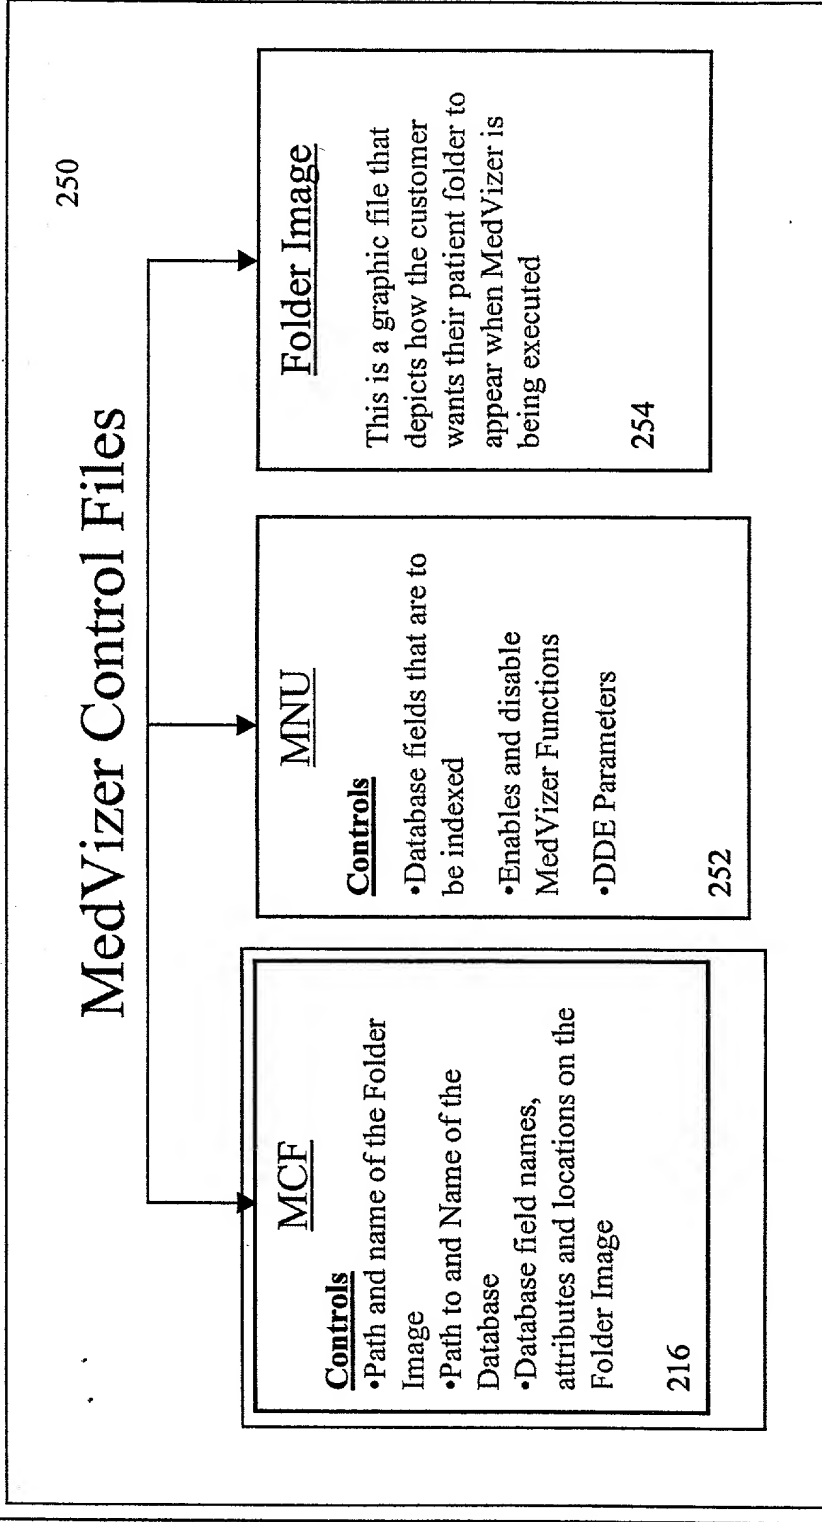 MedVizer Control Files
250
MCF
Controls
•Path and name of the Folder
Image
•Path to and Name of the
Database
•Database field names,
attributes and locations on the
Folder Image
216
MNU
Controls
•Database fields that are to
be indexed
•Enables and disable
MedVizer Functions
•DDE Parameters
252
Folder Image
This is a graphic file that
depicts how the customer
wants their patient folder to
appear when MedVizer is
being executed
254